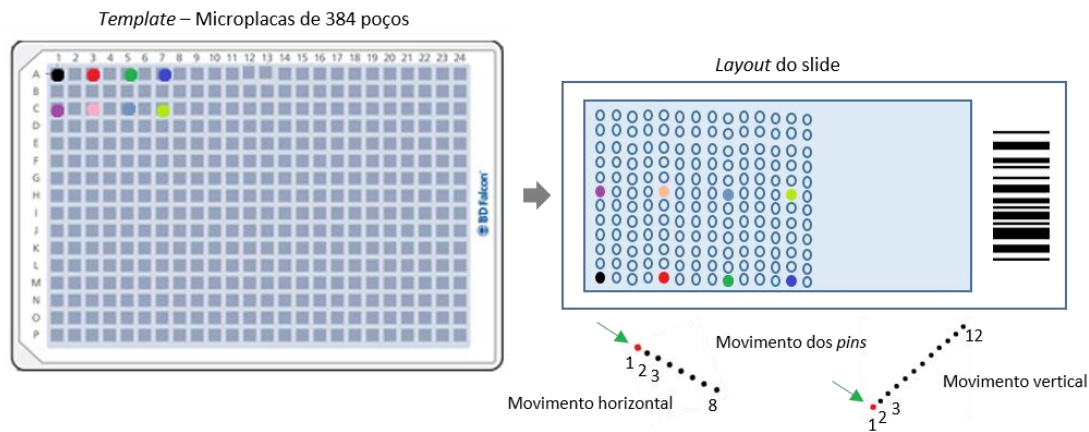 Template – Microplacas de 384 poços
1 2 3 4 5 6 7 8 9 10 11 12 13 14 15 16 17 18 19 20 21 22 23 24
A
B
C
D
E
F
G
H
I
J
K
L
M
N
O
P
BD Falcon
Layout do slide
Movimento dos pins
1 2 3
8
Movimento horizontal
12
Movimento vertical
1 2 3